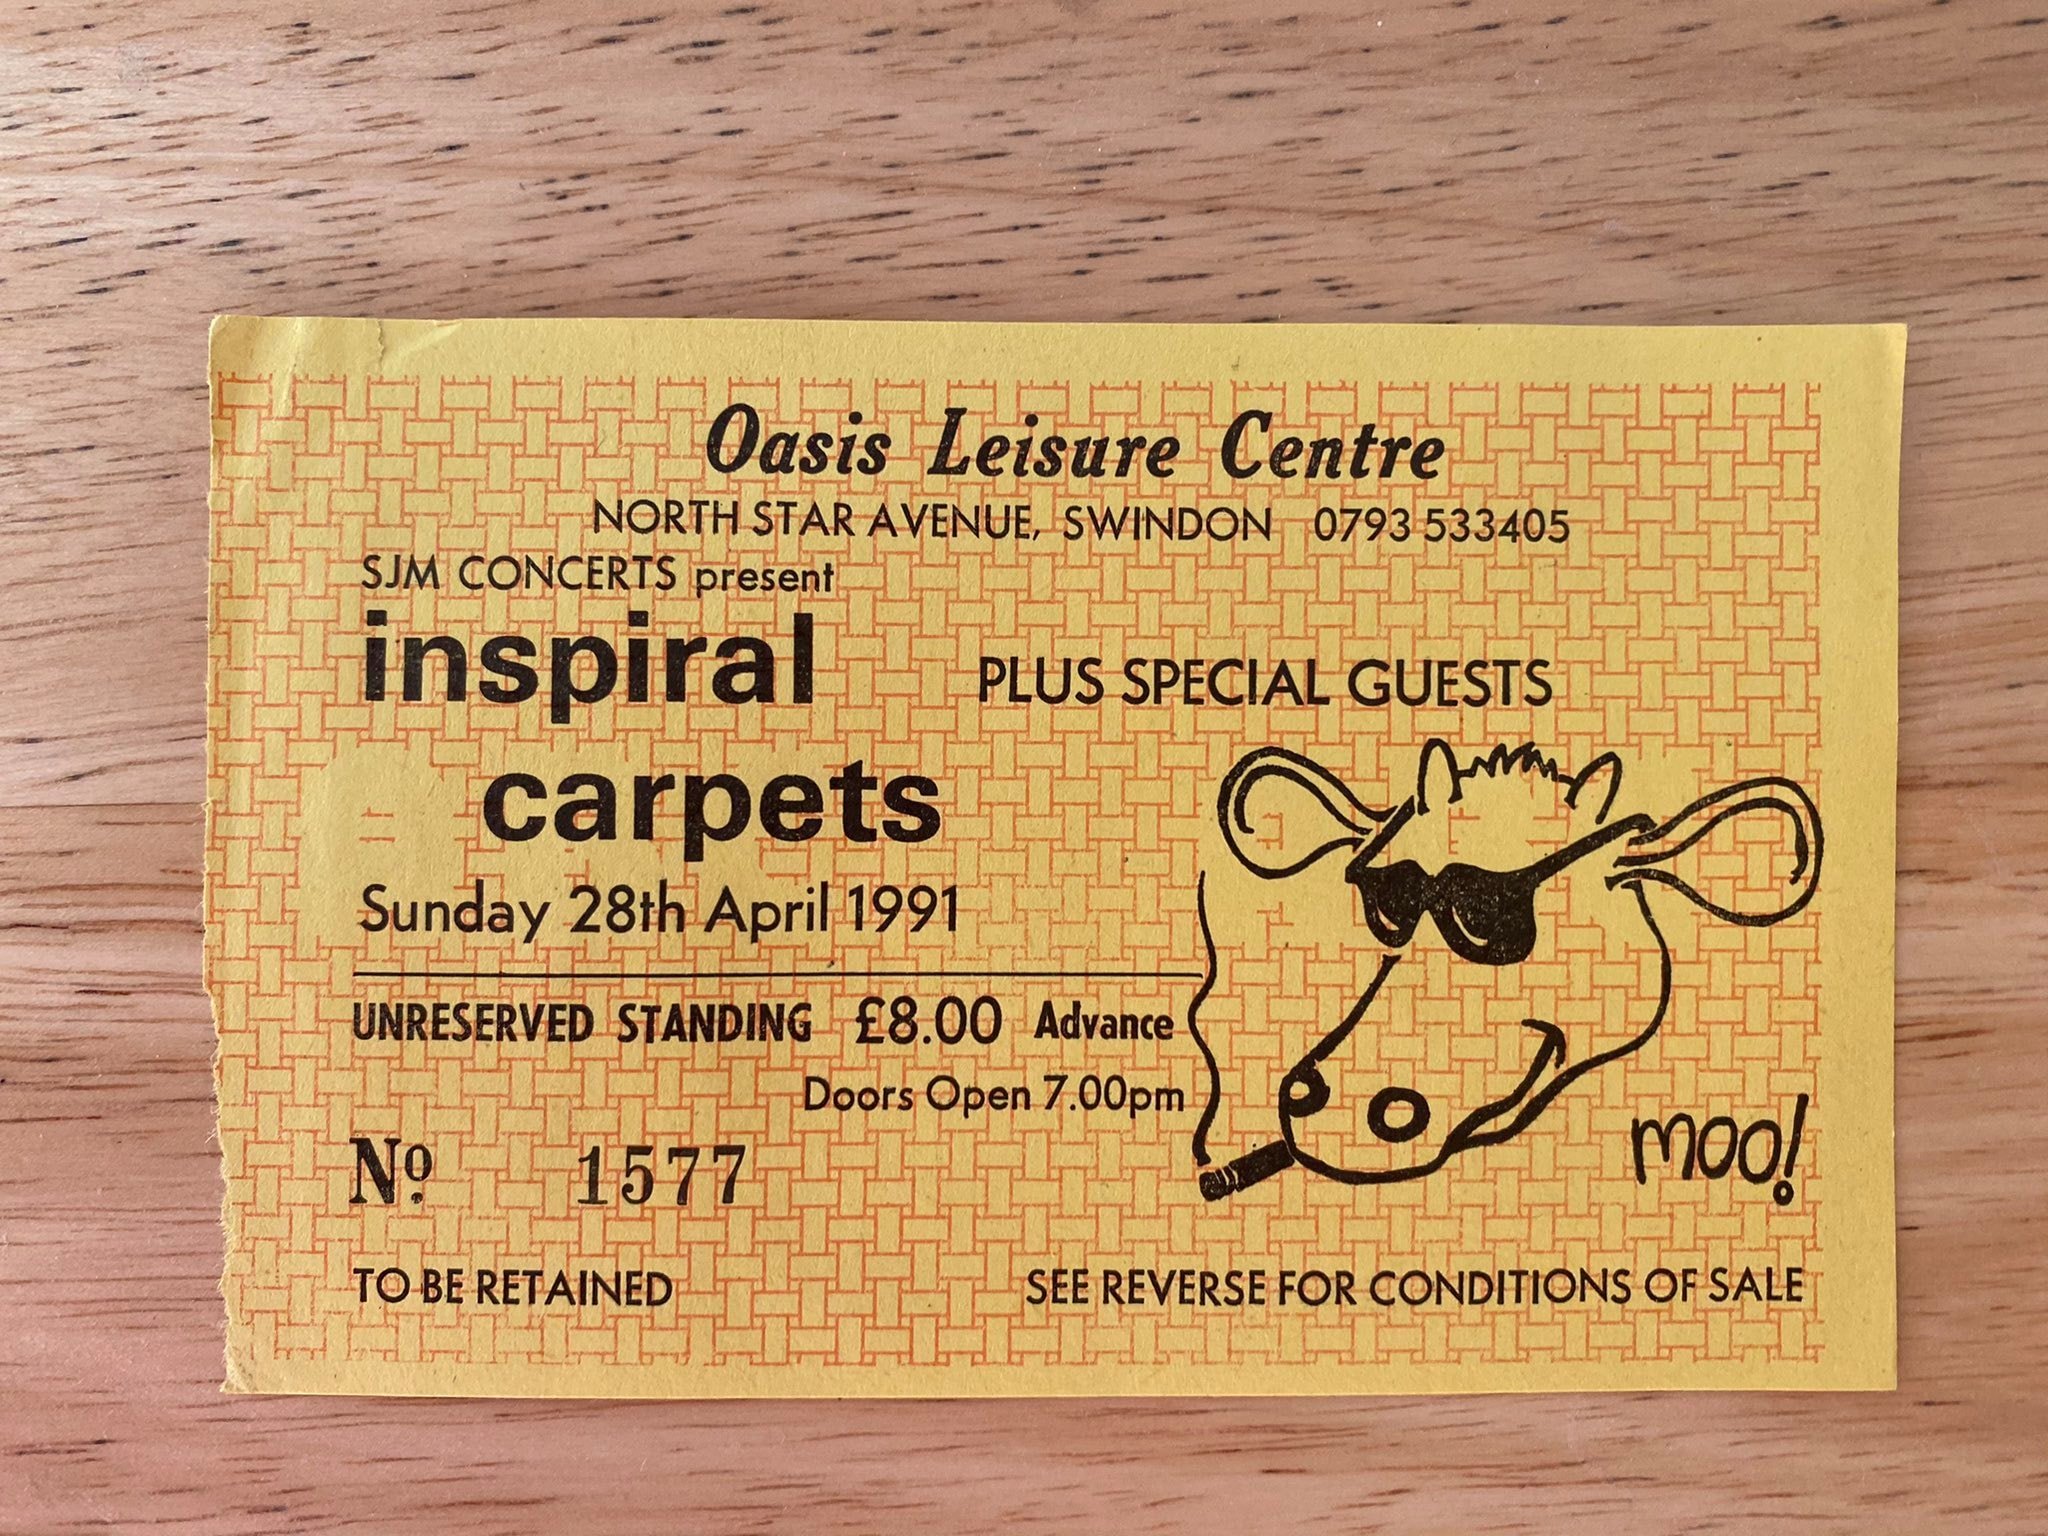 Oasis Leisure Centre
NORTH STAR AVENUE, SWINDON 0793 533405
SJM CONCERTS present
inspiral
carpets
PLUS SPECIAL GUESTS
Sunday 28th April 1991
UNRESERVED STANDING £8.00 Advance
Doors Open 7.00pm
Nº 1577
moo!
TO BE RETAINED
SEE REVERSE FOR CONDITIONS OF SALE